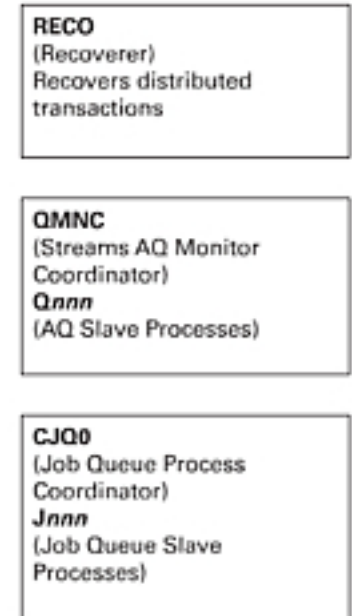 RECO
(Recoverer)
Recovers distributed
transactions
QMNC
(Streams AQ Monitor
Coordinator)
Qnnn
(AQ Slave Processes)
CJQ0
(Job Queue Process
Coordinator)
Jnnn
(Job Queue Slave
Processes)